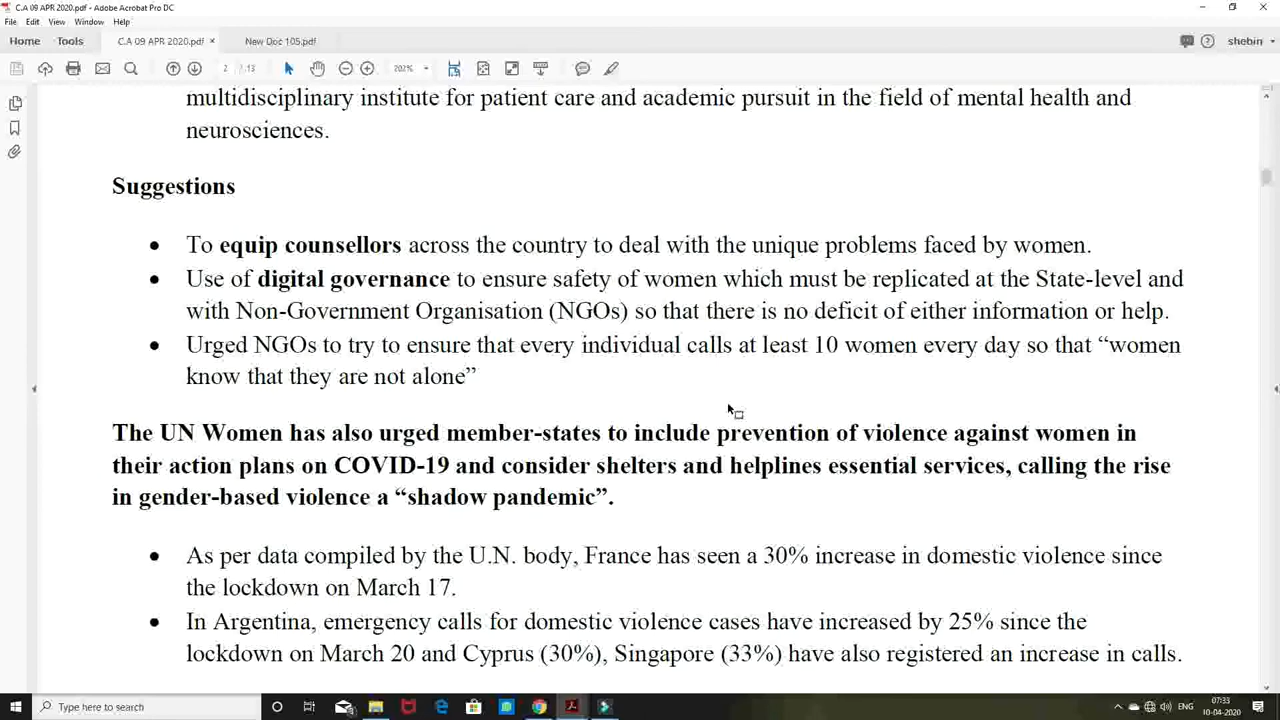 C.A 09 APR 2020.pdf - Adobe Acrobat Pro DC
File Edit View Window Help
Home Tools C.A 09 APR 2020.pdf × New Doc 105.pdf shebin
2 / 13 202%
multidisciplinary institute for patient care and academic pursuit in the field of mental health and
neurosciences.
Suggestions
• To equip counsellors across the country to deal with the unique problems faced by women.
• Use of digital governance to ensure safety of women which must be replicated at the State-level and
with Non-Government Organisation (NGOs) so that there is no deficit of either information or help.
• Urged NGOs to try to ensure that every individual calls at least 10 women every day so that “women
know that they are not alone”
The UN Women has also urged member-states to include prevention of violence against women in
their action plans on COVID-19 and consider shelters and helplines essential services, calling the rise
in gender-based violence a “shadow pandemic”.
• As per data compiled by the U.N. body, France has seen a 30% increase in domestic violence since
the lockdown on March 17.
• In Argentina, emergency calls for domestic violence cases have increased by 25% since the
lockdown on March 20 and Cyprus (30%), Singapore (33%) have also registered an increase in calls.
Type here to search
ENG
07:33
10-04-2020